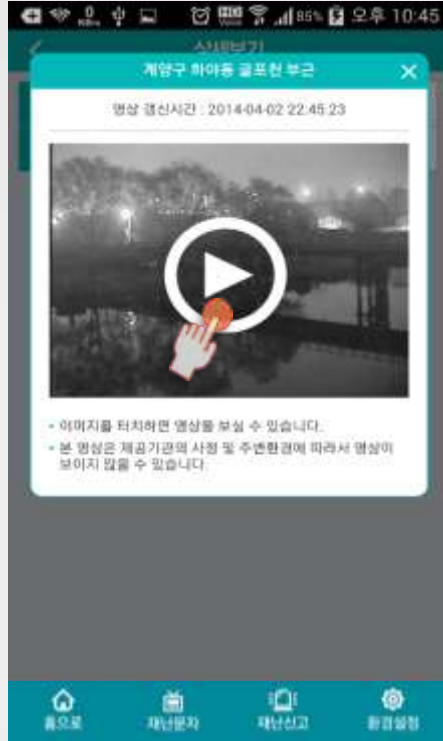 0
KB/s
85%
오후 10:45
상세보기
계양구 하야동 굴포천 부근
영상 갱신시간 : 2014-04-02 22:45:23
• 이미지를 터치하면 영상을 보실 수 있습니다.
• 본 영상은 제공기관의 사정 및 주변환경에 따라서 영상이
보이지 않을 수 있습니다.
홈으로
재난문자
재난신고
환경설정